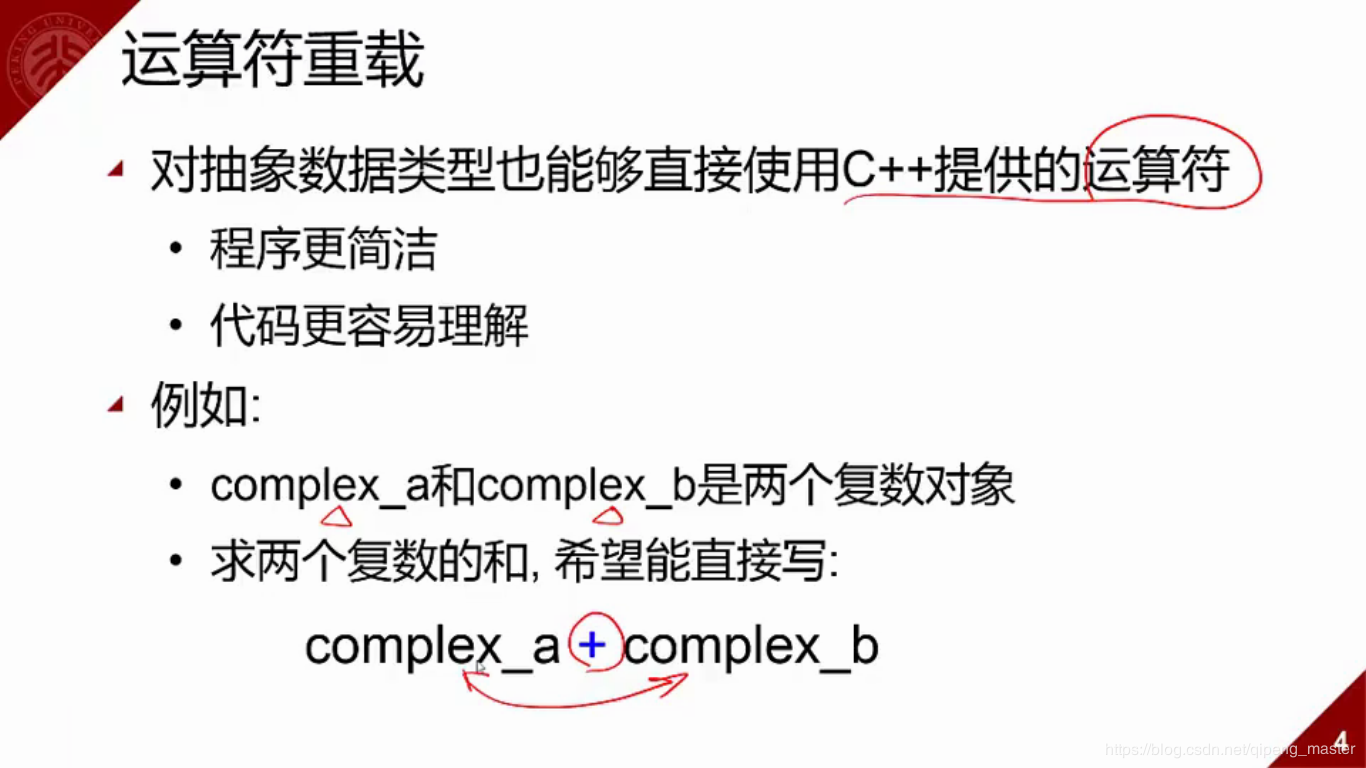 运算符重载
对抽象数据类型也能够直接使用C++提供的运算符
• 程序更简洁
• 代码更容易理解
例如:
• complex_a和complex_b是两个复数对象
• 求两个复数的和, 希望能直接写:
complex_a + complex_b
4
https://blog.csdn.net/qipang_master